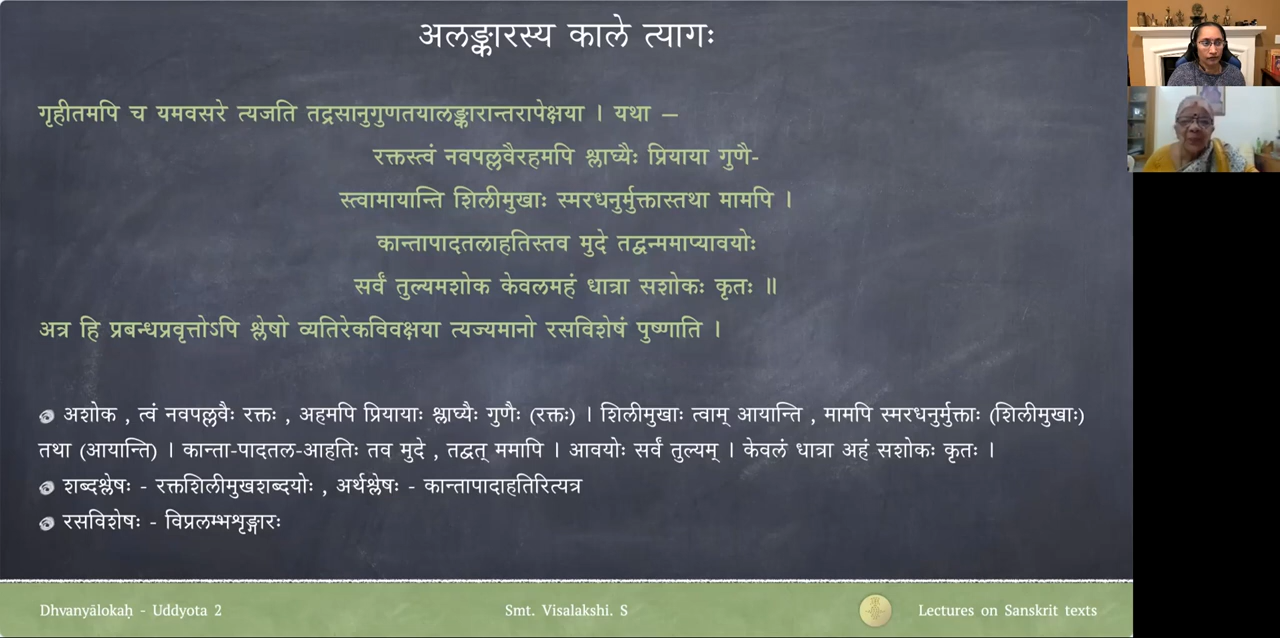 अलङ्कारस्य काले त्यागः
गृहीतमपि च यमवसरे त्यजति तद्रसानुगुणतयालङ्कारान्तरापेक्षया । यथा —
रक्तस्त्वं नवपल्लवैरहमपि श्लाघ्यैः प्रियाया गुणै-
स्त्वामायान्ति शिलीमुखाः स्मरधनुर्मुक्तास्तथा मामपि ।
कान्तापादतलाहतिस्तव मुदे तद्वन्ममाप्यावयोः
सर्वं तुल्यमशोक केवलमहं धात्रा सशोकः कृतः ॥
अत्र हि प्रबन्धप्रवृत्तोऽपि श्लेषो व्यतिरेकविवक्षया त्यज्यमानो रसविशेषं पुष्णाति ।
अशोक , त्वं नवपल्लवैः रक्तः , अहमपि प्रियायाः श्लाघ्यैः गुणैः (रक्तः) । शिलीमुखाः त्वाम् आयान्ति , मामपि स्मरधनुर्मुक्ताः (शिलीमुखाः)
तथा (आयान्ति) । कान्ता-पादतल-आहतिः तव मुदे , तद्वत् ममापि । आवयोः सर्वं तुल्यम् । केवलं धात्रा अहं सशोकः कृतः ।
शब्दश्लेषः - रक्तशिलीमुखशब्दयोः , अर्थश्लेषः - कान्तापादाहतिरित्यत्र
रसविशेषः - विप्रलम्भशृङ्गारः
Dhvanyālokaḥ - Uddyota 2
Smt. Visalakshi. S
Lectures on Sanskrit texts